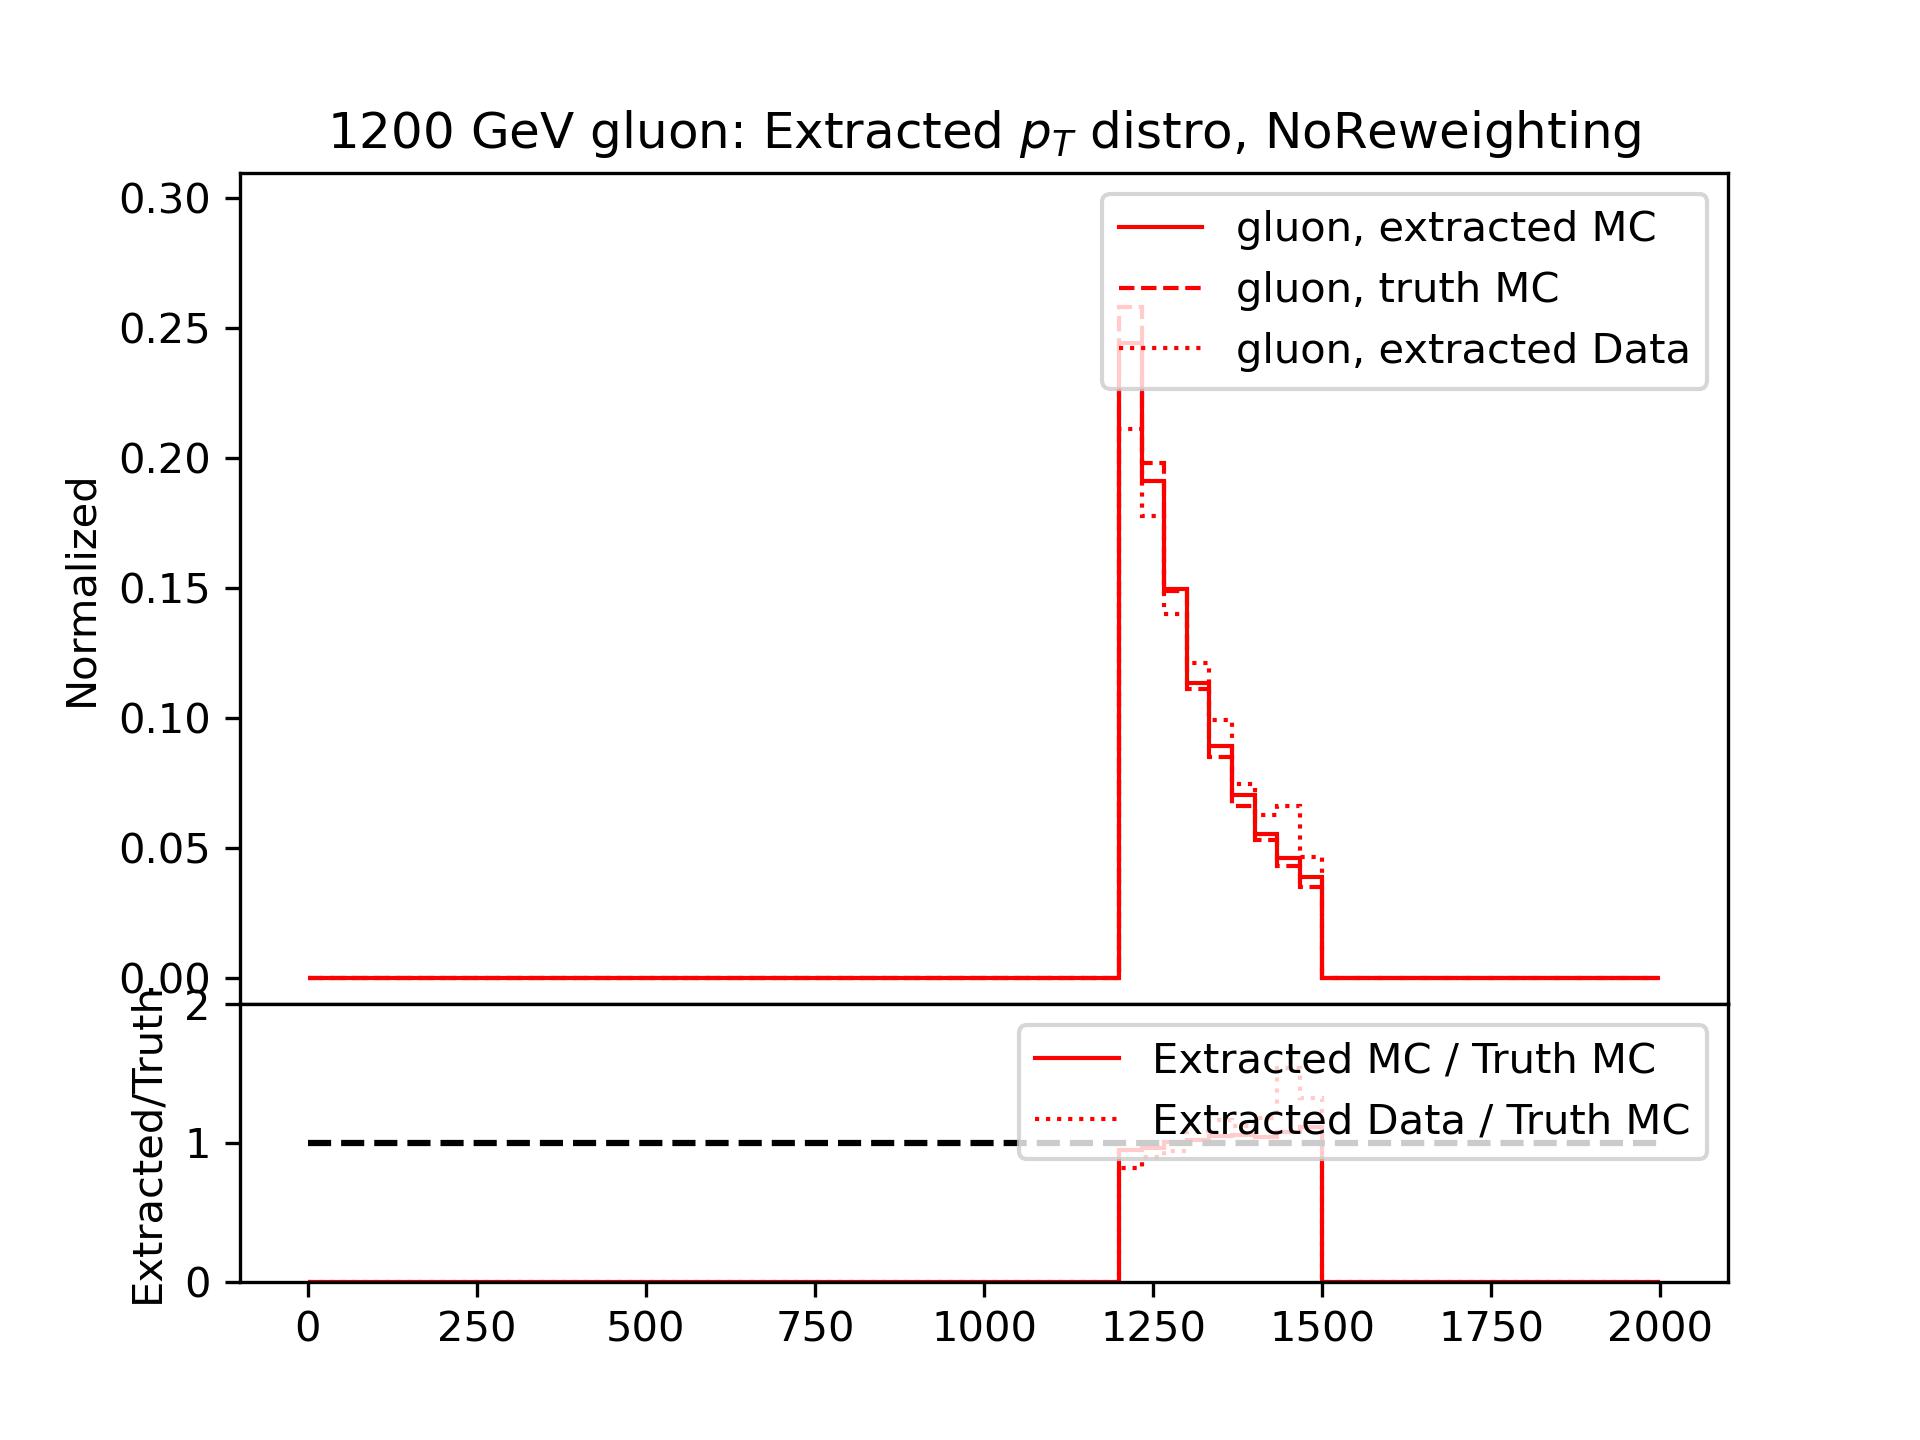 1200 GeV gluon: Extracted p_T distro, NoReweighting
0.30
0.25
0.20
0.15
0.10
0.05
0.00
Normalized
gluon, extracted MC
gluon, truth MC
gluon, extracted Data
2
1
0
Extracted/Truth
Extracted MC / Truth MC
Extracted Data / Truth MC
0 250 500 750 1000 1250 1500 1750 2000